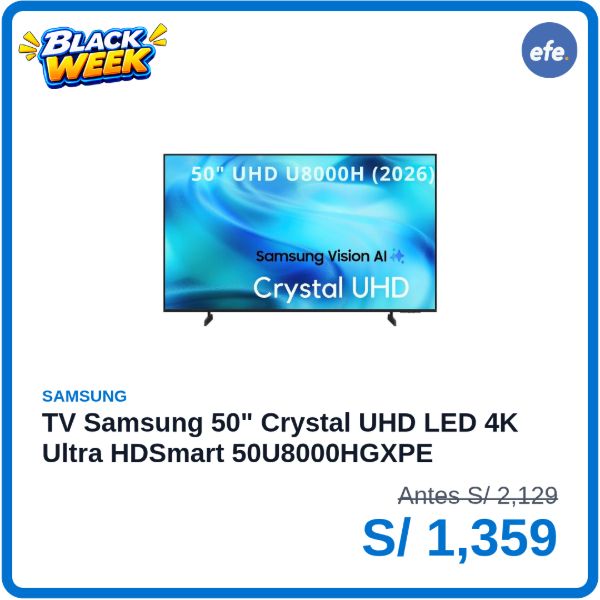 BLACK
WEEK
efe.
50" UHD U8000H (2026)
Samsung Vision AI
Crystal UHD
SAMSUNG
TV Samsung 50" Crystal UHD LED 4K
Ultra HDSmart 50U8000HGXPE
Antes S/ 2,129
S/ 1,359